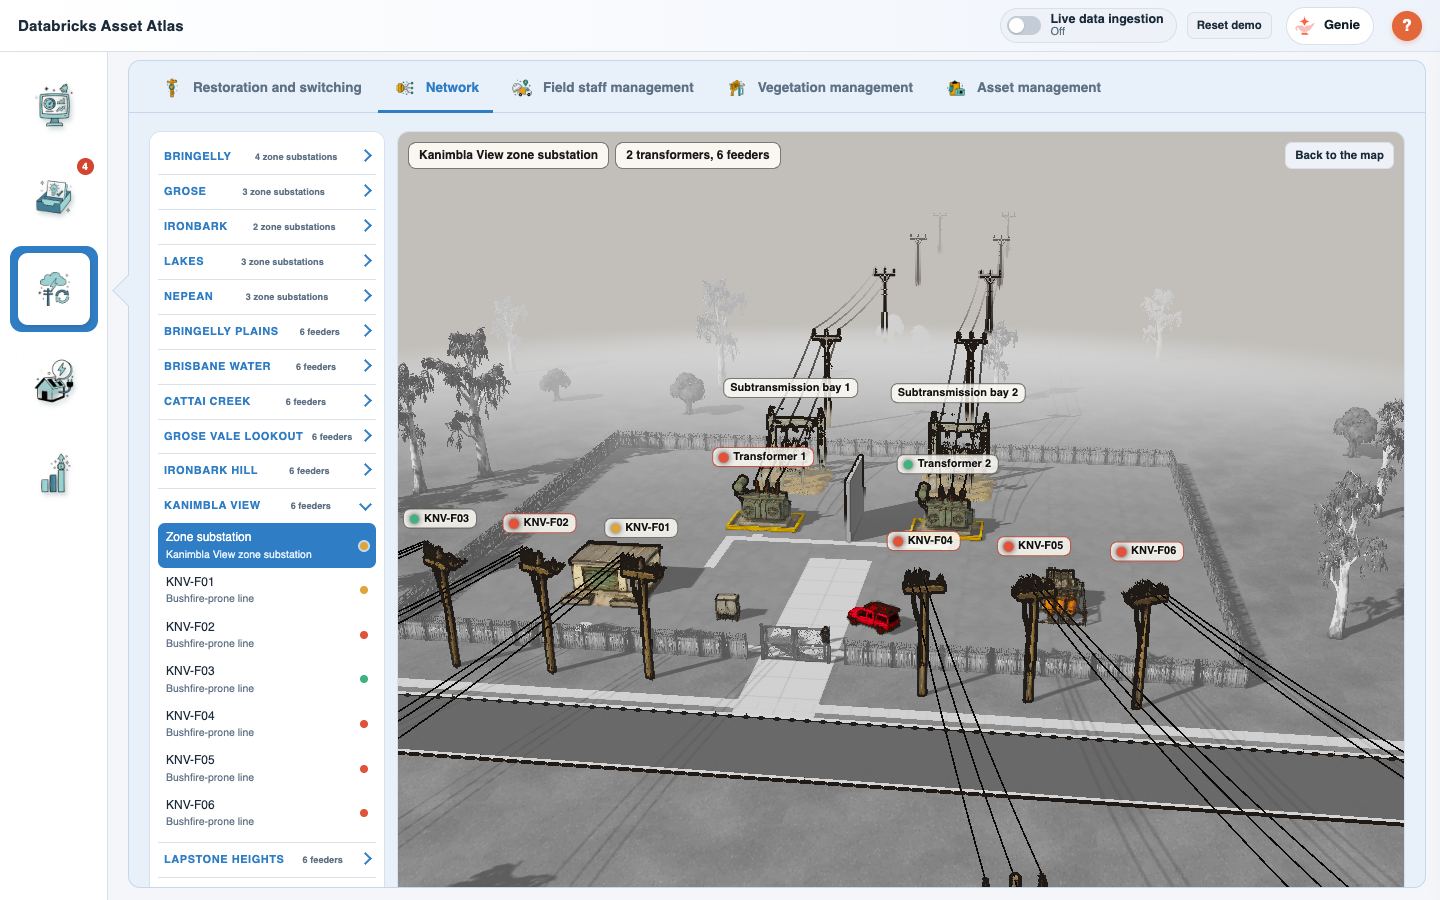 Databricks Asset Atlas
Live data ingestion
Off
Reset demo
Genie
?
4
Restoration and switching
Network
Field staff management
Vegetation management
Asset management
BRINGELLY 4 zone substations
GROSE 3 zone substations
IRONBARK 2 zone substations
LAKES 3 zone substations
NEPEAN 3 zone substations
BRINGELLY PLAINS 6 feeders
BRISBANE WATER 6 feeders
CATTAI CREEK 6 feeders
GROSE VALE LOOKOUT 6 feeders
IRONBARK HILL 6 feeders
KANIMBLA VIEW 6 feeders
Zone substation
Kanimbla View zone substation
KNV-F01
Bushfire-prone line
KNV-F02
Bushfire-prone line
KNV-F03
Bushfire-prone line
KNV-F04
Bushfire-prone line
KNV-F05
Bushfire-prone line
KNV-F06
Bushfire-prone line
LAPSTONE HEIGHTS 6 feeders
Kanimbla View zone substation
2 transformers, 6 feeders
Back to the map
Subtransmission bay 1
Subtransmission bay 2
Transformer 1
Transformer 2
KNV-F03
KNV-F02
KNV-F01
KNV-F04
KNV-F05
KNV-F06